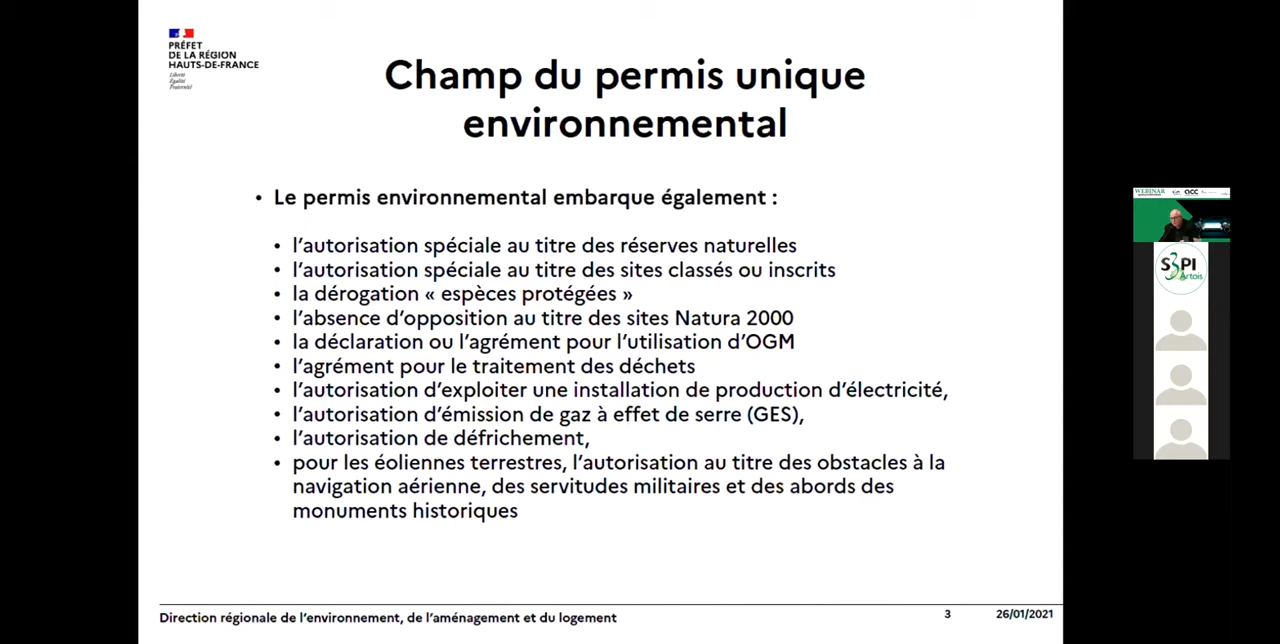 PRÉFET
DE LA RÉGION
HAUTS-DE-FRANCE
Liberté
Égalité
Fraternité
Champ du permis unique
environnemental
• Le permis environnemental embarque également :
• l’autorisation spéciale au titre des réserves naturelles
• l’autorisation spéciale au titre des sites classés ou inscrits
• la dérogation « espèces protégées »
• l’absence d’opposition au titre des sites Natura 2000
• la déclaration ou l’agrément pour l’utilisation d’OGM
• l’agrément pour le traitement des déchets
• l’autorisation d’exploiter une installation de production d’électricité,
• l’autorisation d’émission de gaz à effet de serre (GES),
• l’autorisation de défrichement,
• pour les éoliennes terrestres, l’autorisation au titre des obstacles à la
navigation aérienne, des servitudes militaires et des abords des
monuments historiques
Direction régionale de l’environnement, de l’aménagement et du logement
3
26/01/2021
WEBINAR
acc
S3PI
Artois